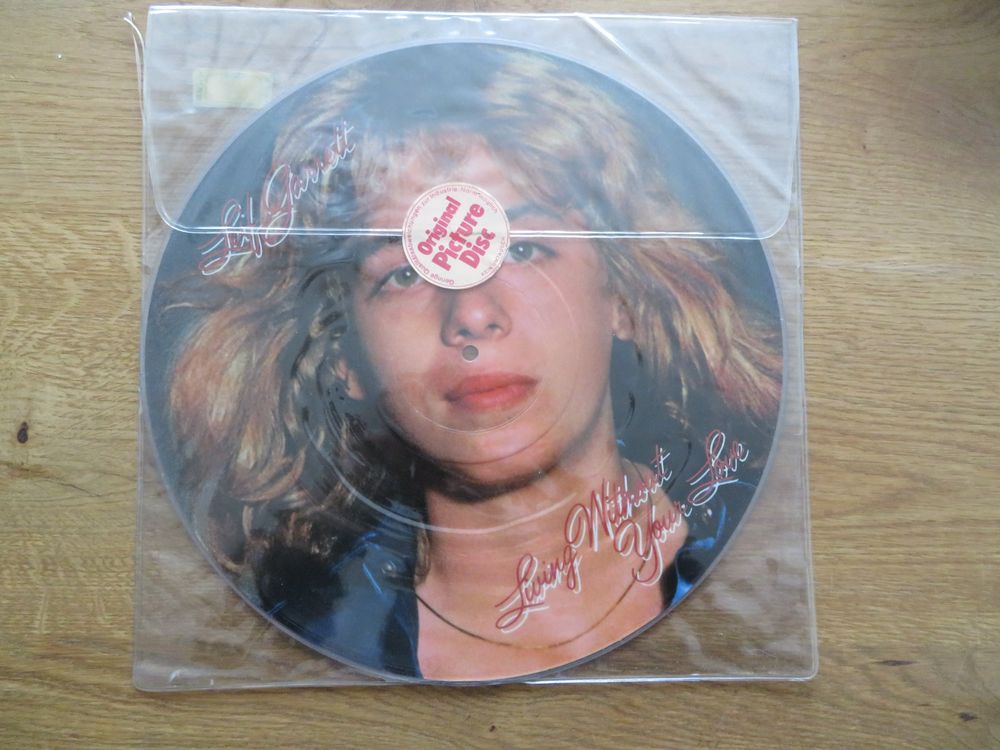 Leif Garrett
Original
Picture
Disc
Living Without
Your Love